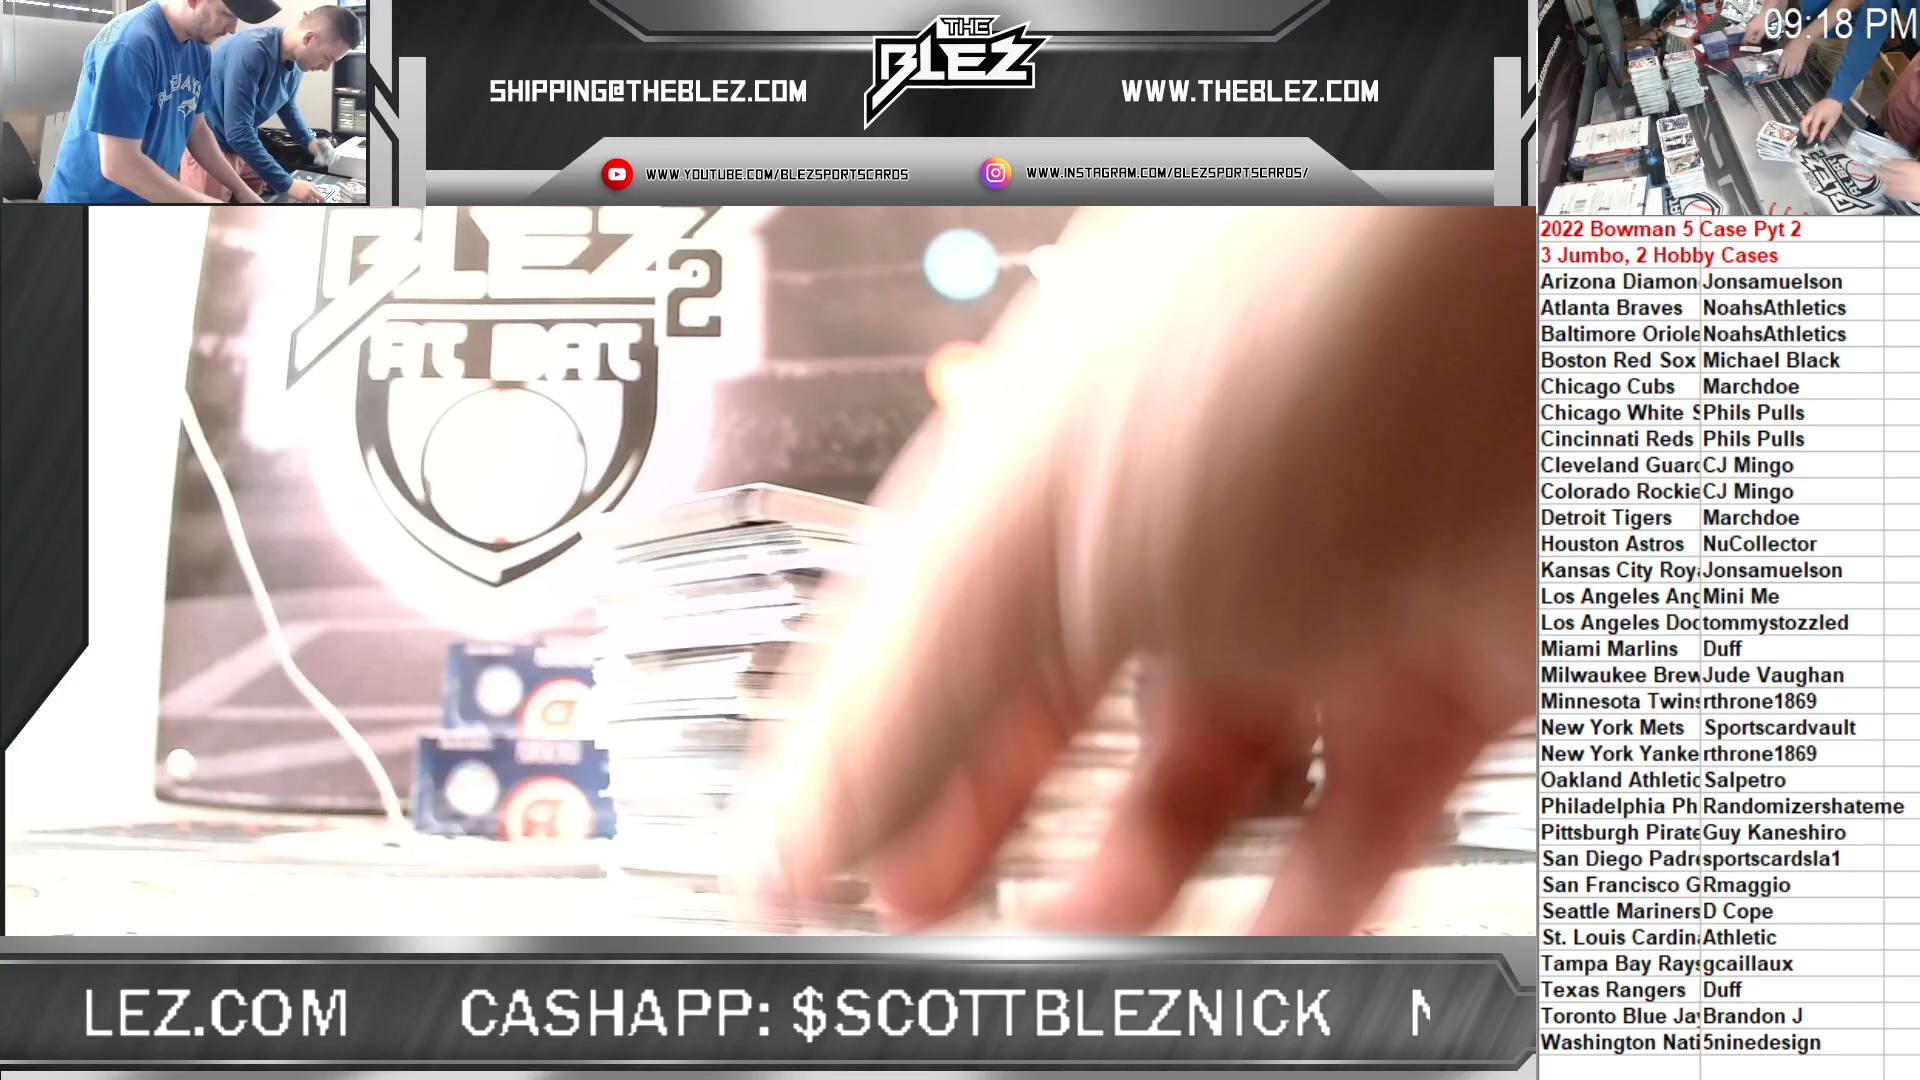 09:18 PM
THE
BLEZ
SHIPPING@THEBLEZ.COM
WWW.THEBLEZ.COM
WWW.YOUTUBE.COM/BLEZSPORTSCARDS
WWW.INSTAGRAM.COM/BLEZSPORTSCARDS/
BLEZ
2
AT BAT
2022 Bowman 5 Case Pyt 2
3 Jumbo, 2 Hobby Cases
Arizona Diamon Jonsamuelson
Atlanta Braves NoahsAthletics
Baltimore Oriole NoahsAthletics
Boston Red Sox Michael Black
Chicago Cubs Marchdoe
Chicago White S Phils Pulls
Cincinnati Reds Phils Pulls
Cleveland Guard CJ Mingo
Colorado Rockie CJ Mingo
Detroit Tigers Marchdoe
Houston Astros NuCollector
Kansas City Roya Jonsamuelson
Los Angeles Ang Mini Me
Los Angeles Dod tommystozzled
Miami Marlins Duff
Milwaukee Brew Jude Vaughan
Minnesota Twins rthrone1869
New York Mets Sportscardvault
New York Yanke rthrone1869
Oakland Athletic Salpetro
Philadelphia Ph Randomizershateme
Pittsburgh Pirate Guy Kaneshiro
San Diego Padre sportscardsla1
San Francisco G Rmaggio
Seattle Mariners D Cope
St. Louis Cardina Athletic
Tampa Bay Rays gcaillaux
Texas Rangers Duff
Toronto Blue Jay Brandon J
Washington Nati 5ninedesign
LEZ.COM CASHAPP: $SCOTTBLEZNICK